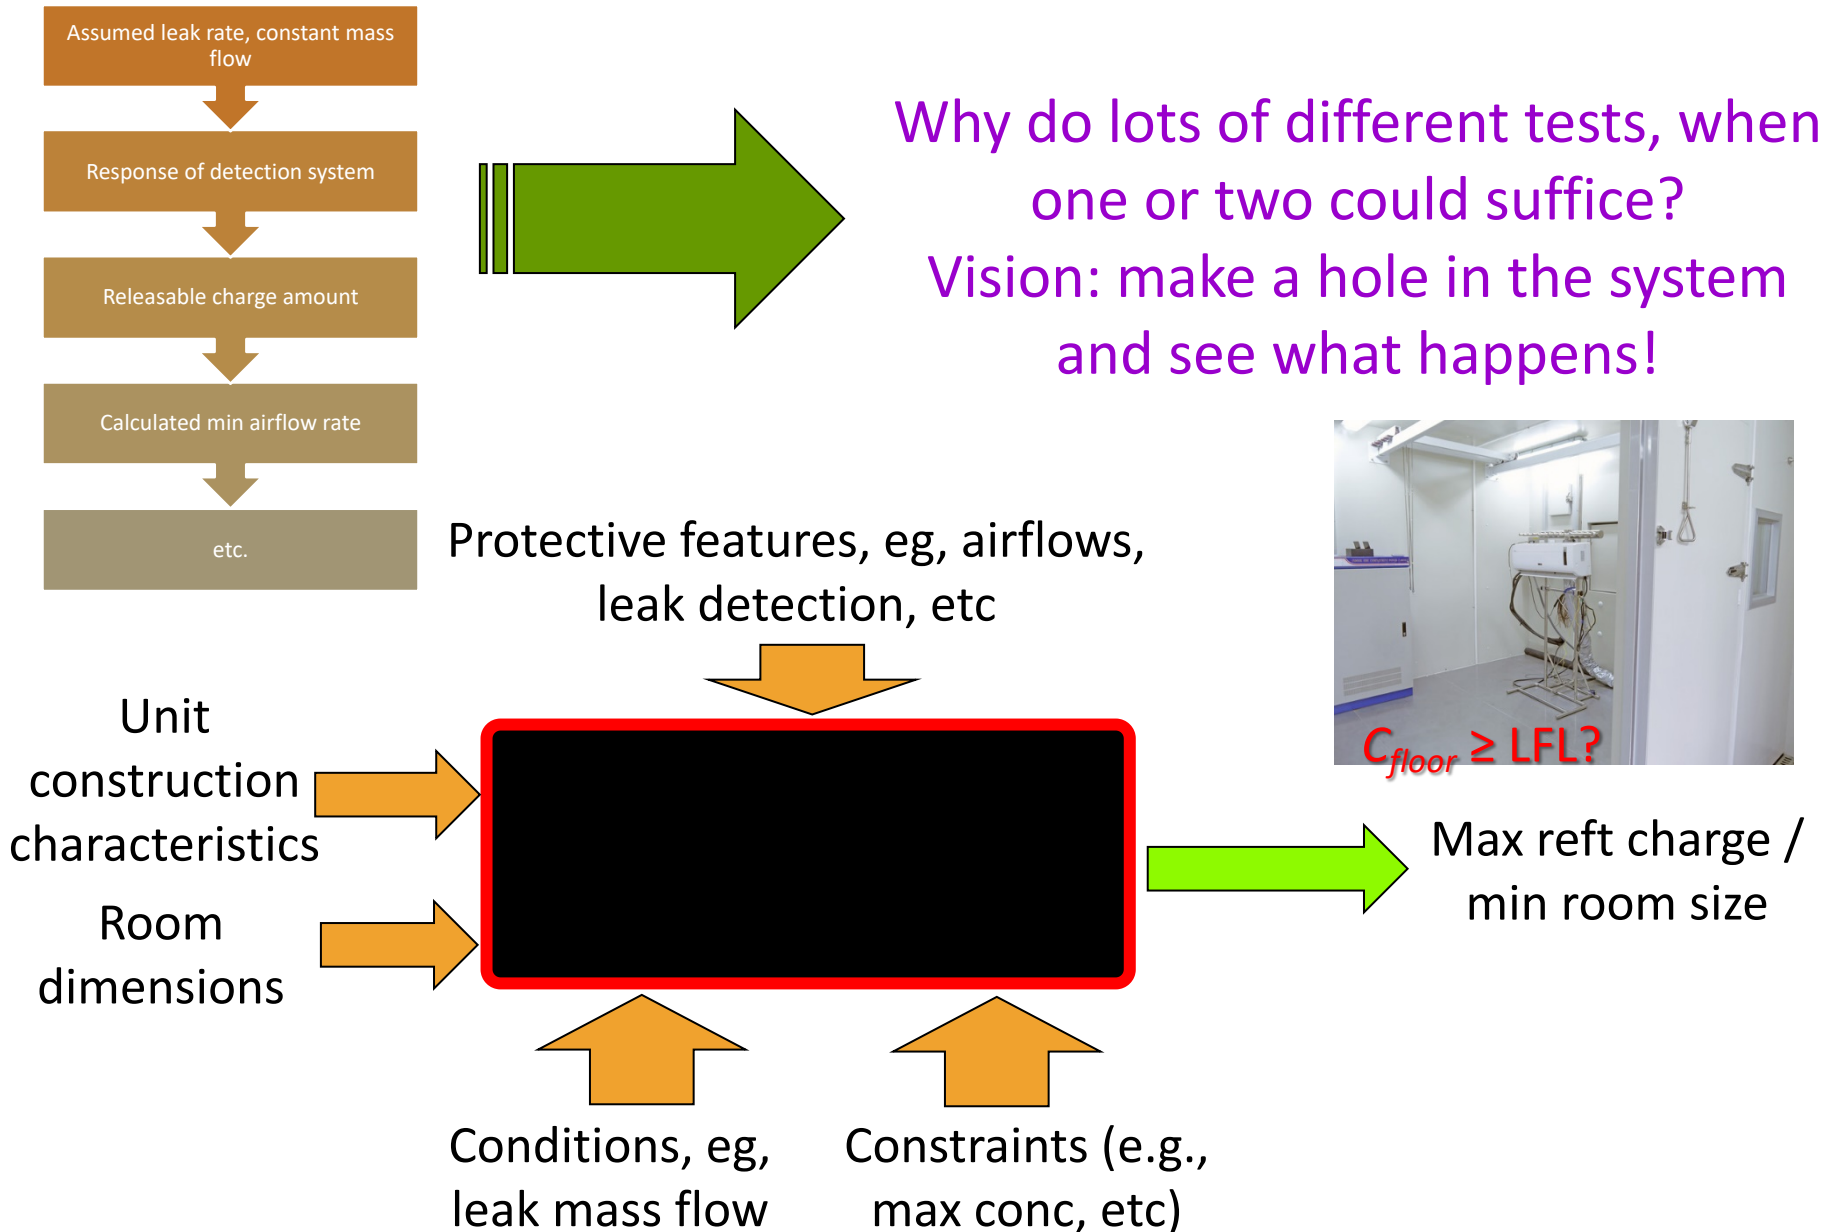 Assumed leak rate, constant mass
flow
Response of detection system
Releasable charge amount
Calculated min airflow rate
etc.
Why do lots of different tests, when
one or two could suffice?
Vision: make a hole in the system
and see what happens!
Protective features, eg, airflows,
leak detection, etc
Unit
construction
characteristics
Room
dimensions
C_floor ≥ LFL?
Max reft charge /
min room size
Conditions, eg,
leak mass flow
Constraints (e.g.,
max conc, etc)